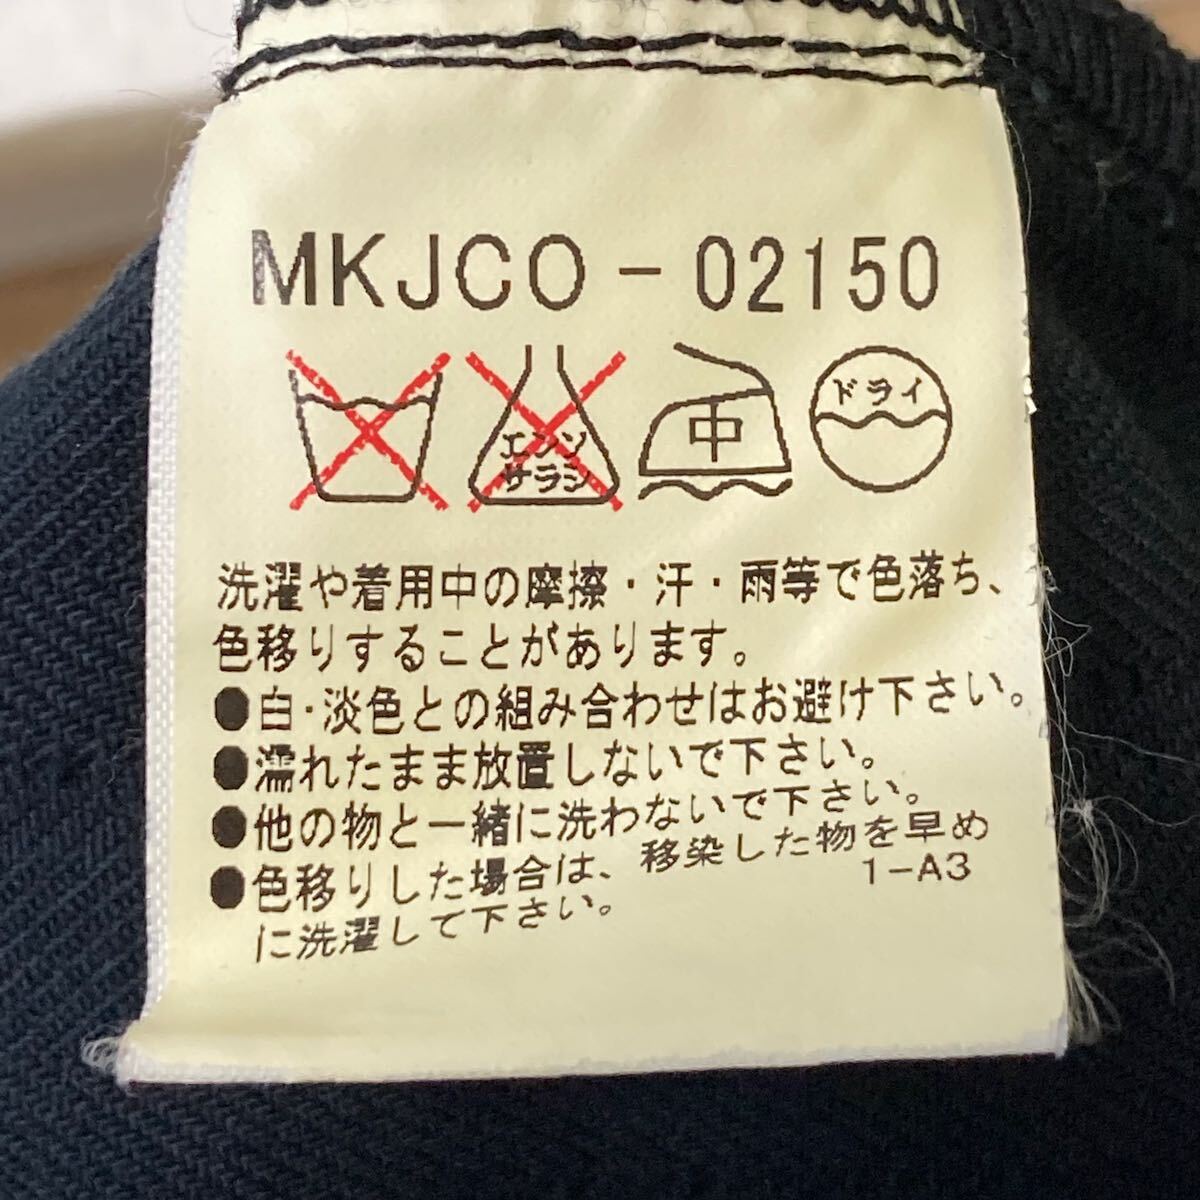 MKJCO-02150
エンソ
サラシ
中
ドライ
洗濯や着用中の摩擦・汗・雨等で色落ち、
色移りすることがあります。
●白・淡色との組み合わせはお避け下さい。
●濡れたまま放置しないで下さい。
●他の物と一緒に洗わないで下さい。
●色移りした場合は、移染した物を早め
に洗濯して下さい。
1-A3